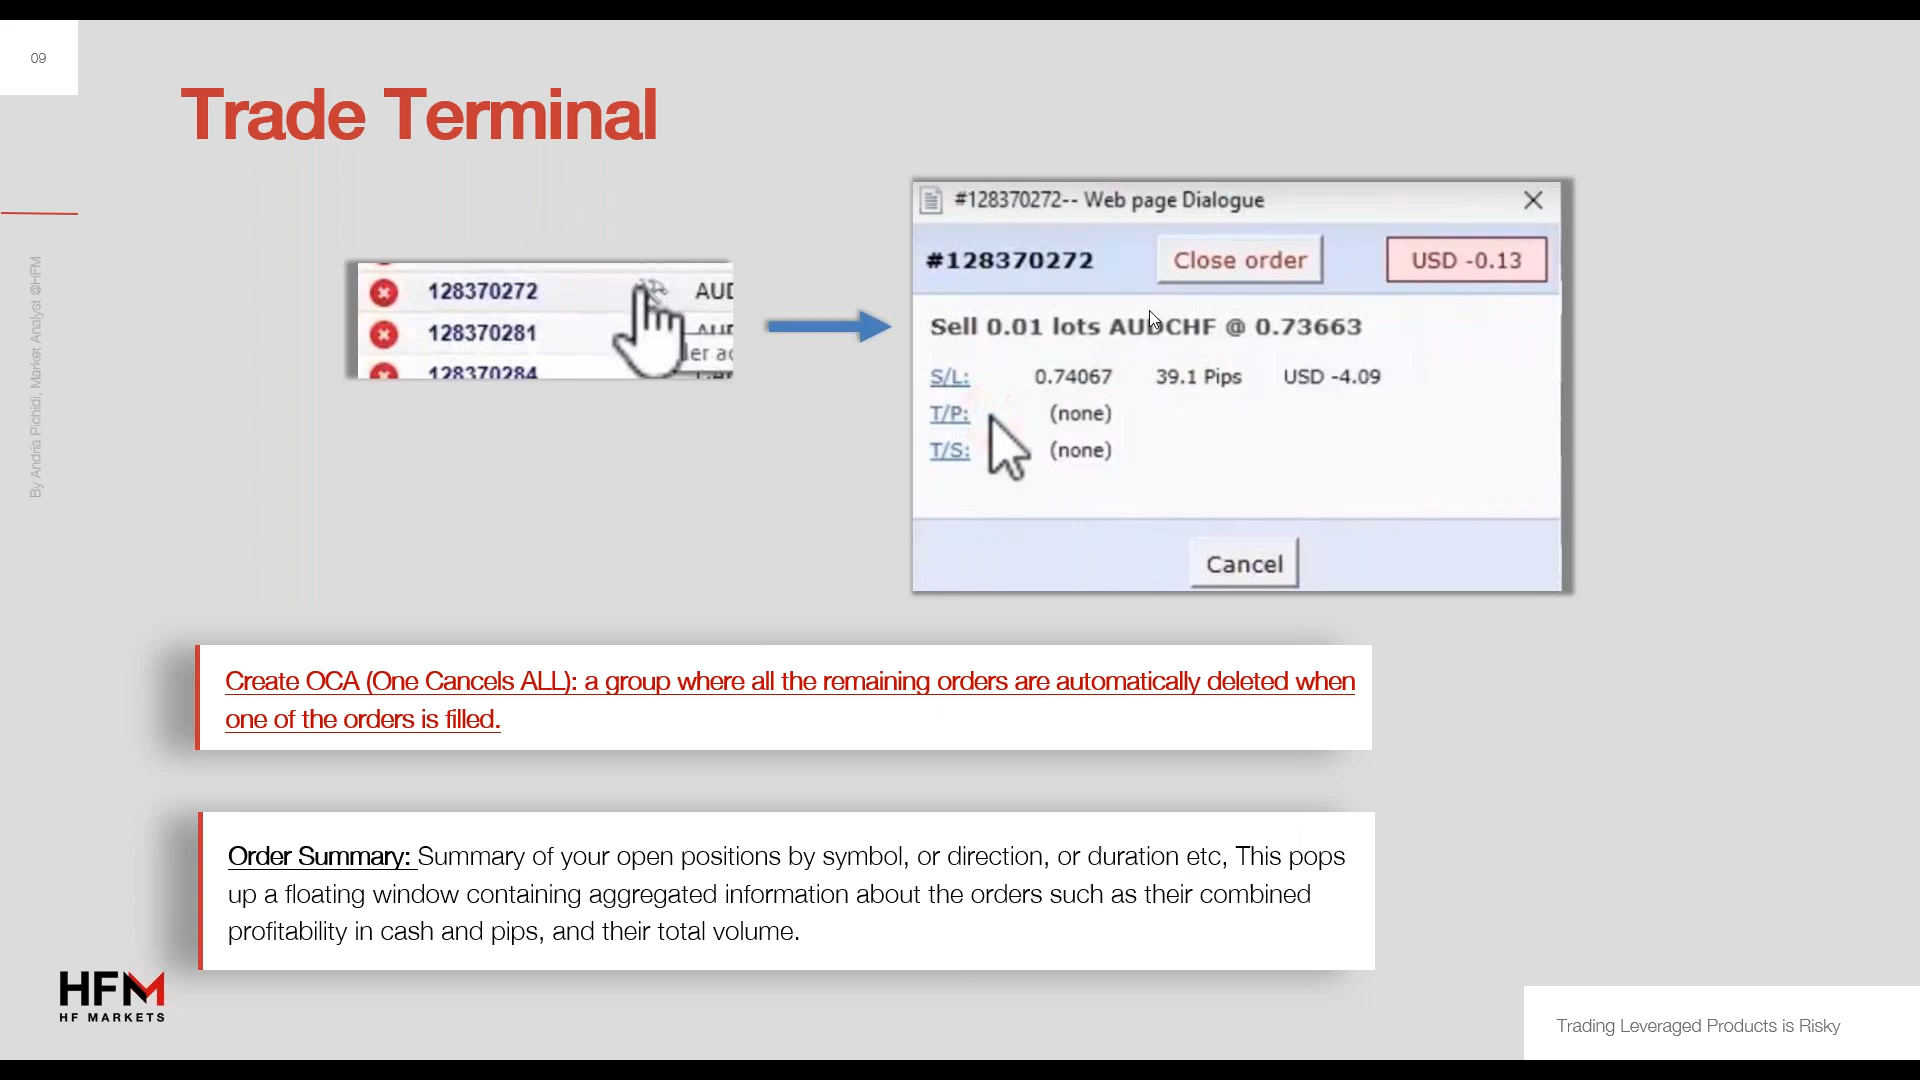 09
Trade Terminal
By Andria Pichidi, Market Analyst @HFM
128370272 AUD
128370281
128370284
#128370272-- Web page Dialogue
#128370272 Close order USD -0.13
Sell 0.01 lots AUDCHF @ 0.73663
S/L: 0.74067 39.1 Pips USD -4.09
T/P: (none)
T/S: (none)
Cancel
Create OCA (One Cancels ALL): a group where all the remaining orders are automatically deleted when
one of the orders is filled.
Order Summary: Summary of your open positions by symbol, or direction, or duration etc, This pops
up a floating window containing aggregated information about the orders such as their combined
profitability in cash and pips, and their total volume.
HFM
HF MARKETS
Trading Leveraged Products is Risky